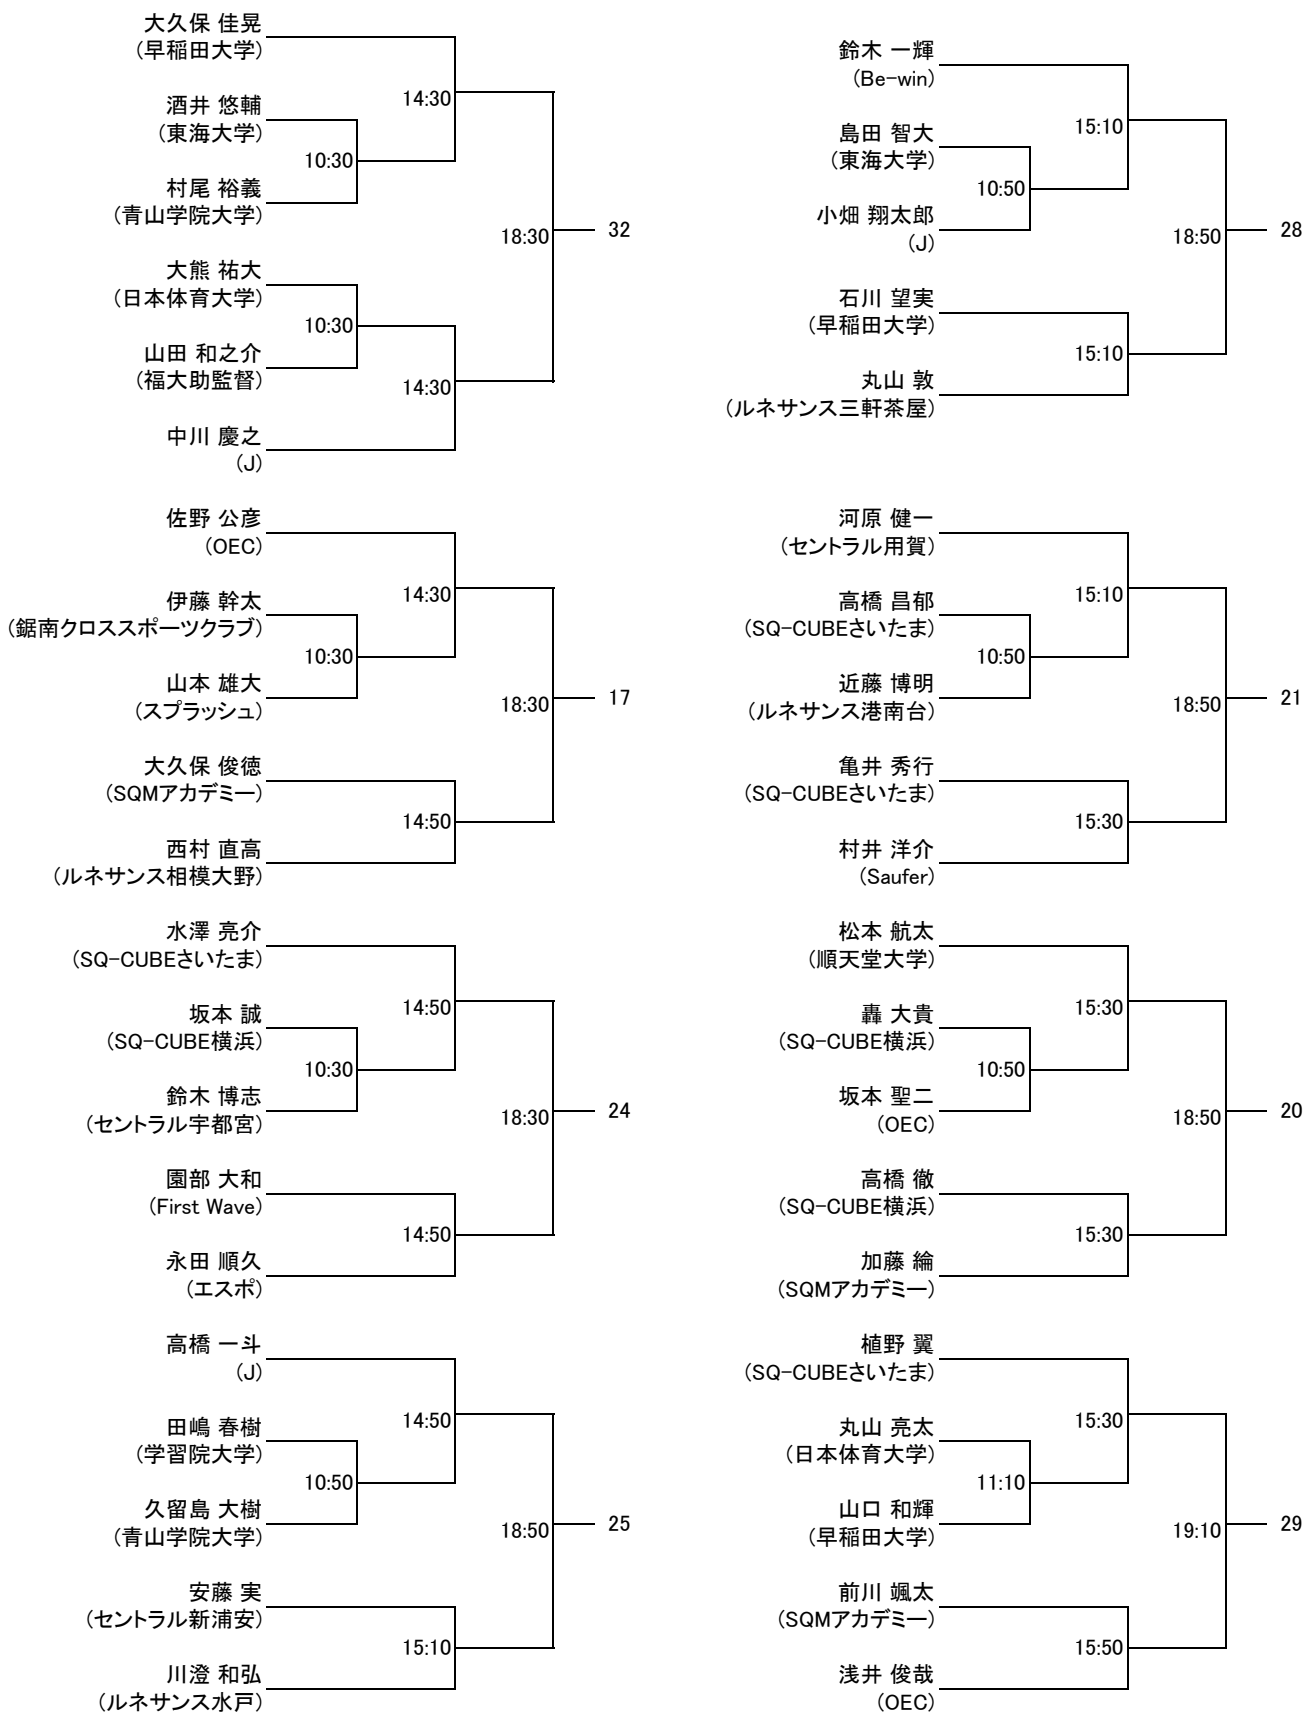 大久保 佳晃
(早稲田大学)
14:30
酒井 悠輔
(東海大学)
10:30
村尾 裕義
(青山学院大学)
18:30
32
大熊 祐大
(日本体育大学)
10:30
山田 和之介
(福大助監督)
14:30
中川 慶之
(J)
佐野 公彦
(OEC)
14:30
伊藤 幹太
(鋸南クロススポーツクラブ)
10:30
山本 雄大
(スプラッシュ)
18:30
17
大久保 俊徳
(SQMアカデミー)
14:50
西村 直高
(ルネサンス相模大野)
水澤 亮介
(SQ-CUBEさいたま)
14:50
坂本 誠
(SQ-CUBE横浜)
10:30
鈴木 博志
(セントラル宇都宮)
18:30
24
園部 大和
(First Wave)
14:50
永田 順久
(エスポ)
高橋 一斗
(J)
14:50
田嶋 春樹
(学習院大学)
10:50
久留島 大樹
(青山学院大学)
18:50
25
安藤 実
(セントラル新浦安)
15:10
川澄 和弘
(ルネサンス水戸)
鈴木 一輝
(Be-win)
15:10
島田 智大
(東海大学)
10:50
小畑 翔太郎
(J)
18:50
28
石川 望実
(早稲田大学)
15:10
丸山 敦
(ルネサンス三軒茶屋)
河原 健一
(セントラル用賀)
15:10
高橋 昌郁
(SQ-CUBEさいたま)
10:50
近藤 博明
(ルネサンス港南台)
18:50
21
亀井 秀行
(SQ-CUBEさいたま)
15:30
村井 洋介
(Saufer)
松本 航太
(順天堂大学)
15:30
轟 大貴
(SQ-CUBE横浜)
10:50
坂本 聖二
(OEC)
18:50
20
高橋 徹
(SQ-CUBE横浜)
15:30
加藤 綸
(SQMアカデミー)
植野 翼
(SQ-CUBEさいたま)
15:30
丸山 亮太
(日本体育大学)
11:10
山口 和輝
(早稲田大学)
19:10
29
前川 颯太
(SQMアカデミー)
15:50
浅井 俊哉
(OEC)